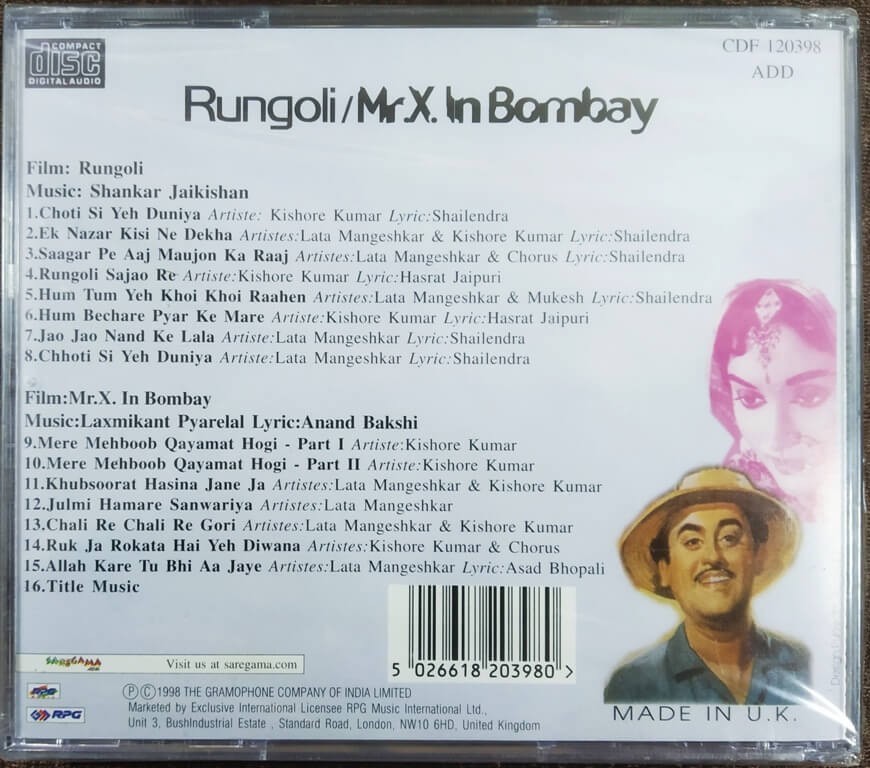 COMPACT
disc
DIGITAL AUDIO
CDF 120398
ADD
Rungoli / Mr.X. In Bombay
Film: Rungoli
Music: Shankar Jaikishan
1.Choti Si Yeh Duniya Artiste: Kishore Kumar Lyric:Shailendra
2.Ek Nazar Kisi Ne Dekha Artistes:Lata Mangeshkar & Kishore Kumar Lyric:Shailendra
3.Saagar Pe Aaj Maujon Ka Raaj Artistes:Lata Mangeshkar & Chorus Lyric:Shailendra
4.Rungoli Sajao Re Artiste:Kishore Kumar Lyric:Hasrat Jaipuri
5.Hum Tum Yeh Khoi Khoi Raahen Artistes:Lata Mangeshkar & Mukesh Lyric:Shailendra
6.Hum Bechare Pyar Ke Mare Artiste:Kishore Kumar Lyric:Hasrat Jaipuri
7.Jao Jao Nand Ke Lala Artiste:Lata Mangeshkar Lyric:Shailendra
8.Chhoti Si Yeh Duniya Artiste:Lata Mangeshkar Lyric:Shailendra
Film:Mr.X. In Bombay
Music:Laxmikant Pyarelal Lyric:Anand Bakshi
9.Mere Mehboob Qayamat Hogi - Part I Artiste:Kishore Kumar
10.Mere Mehboob Qayamat Hogi - Part II Artiste:Kishore Kumar
11.Khubsoorat Hasina Jane Ja Artistes:Lata Mangeshkar & Kishore Kumar
12.Julmi Hamare Sanwariya Artistes:Lata Mangeshkar
13.Chali Re Chali Re Gori Artistes:Lata Mangeshkar & Kishore Kumar
14.Ruk Ja Rokata Hai Yeh Diwana Artistes:Kishore Kumar & Chorus
15.Allah Kare Tu Bhi Aa Jaye Artistes:Lata Mangeshkar Lyric:Asad Bhopali
16.Title Music
SAREGAMA
Visit us at saregama.com
5 026618 203980 >
RPG
RPG
Ⓟ©1998 THE GRAMOPHONE COMPANY OF INDIA LIMITED
Marketed by Exclusive International Licensee RPG Music International Ltd.,
Unit 3, BushIndustrial Estate , Standard Road, London, NW10 6HD, United Kingdom
MADE IN U.K.